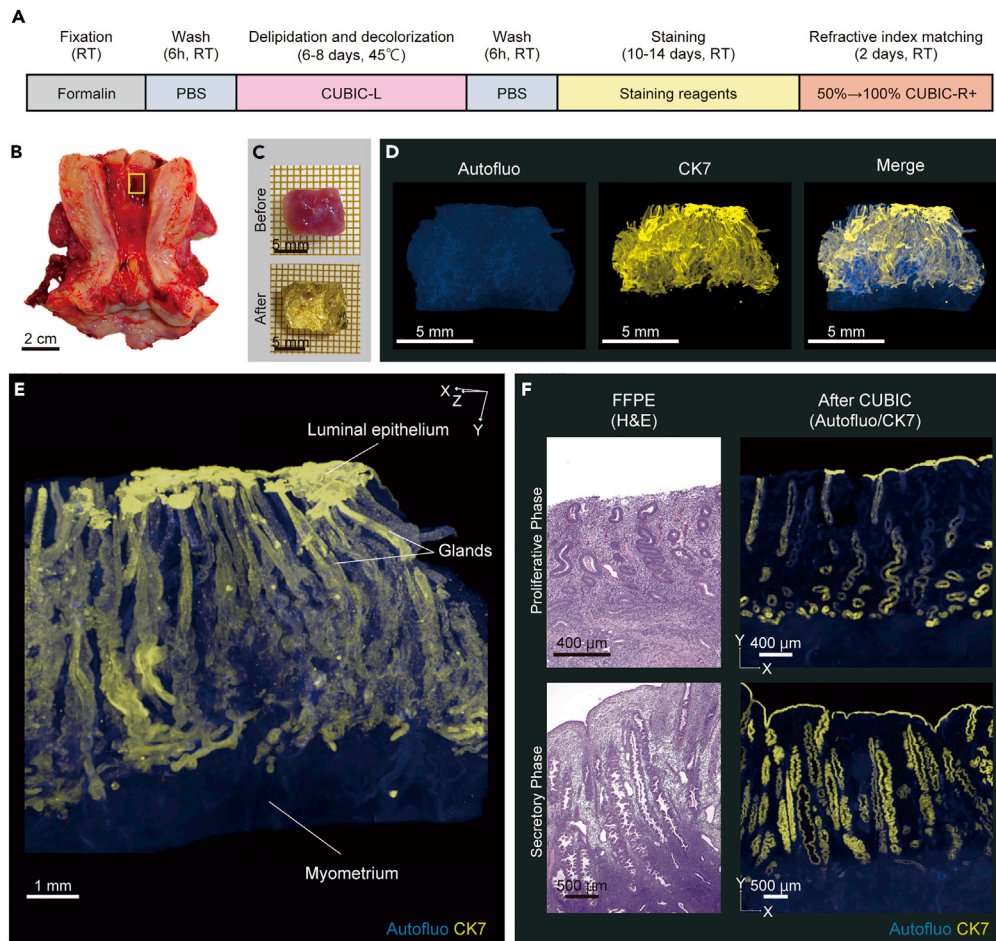 A
Fixation
(RT)
Wash
(6h, RT)
Delipidation and decolorization
(6-8 days, 45℃)
Wash
(6h, RT)
Staining
(10-14 days, RT)
Refractive index matching
(2 days, RT)
Formalin
PBS
CUBIC-L
PBS
Staining reagents
50%→100% CUBIC-R+
B
2 cm
C
Before
5 mm
After
5 mm
D
Autofluo
CK7
Merge
5 mm
5 mm
5 mm
E
X
Z
Y
Luminal epithelium
Glands
Myometrium
1 mm
Autofluo CK7
F
FFPE
(H&E)
After CUBIC
(Autofluo/CK7)
Proliferative Phase
400 μm
Y
400 μm
X
Secretory Phase
500 μm
Y
500 μm
X
Autofluo CK7